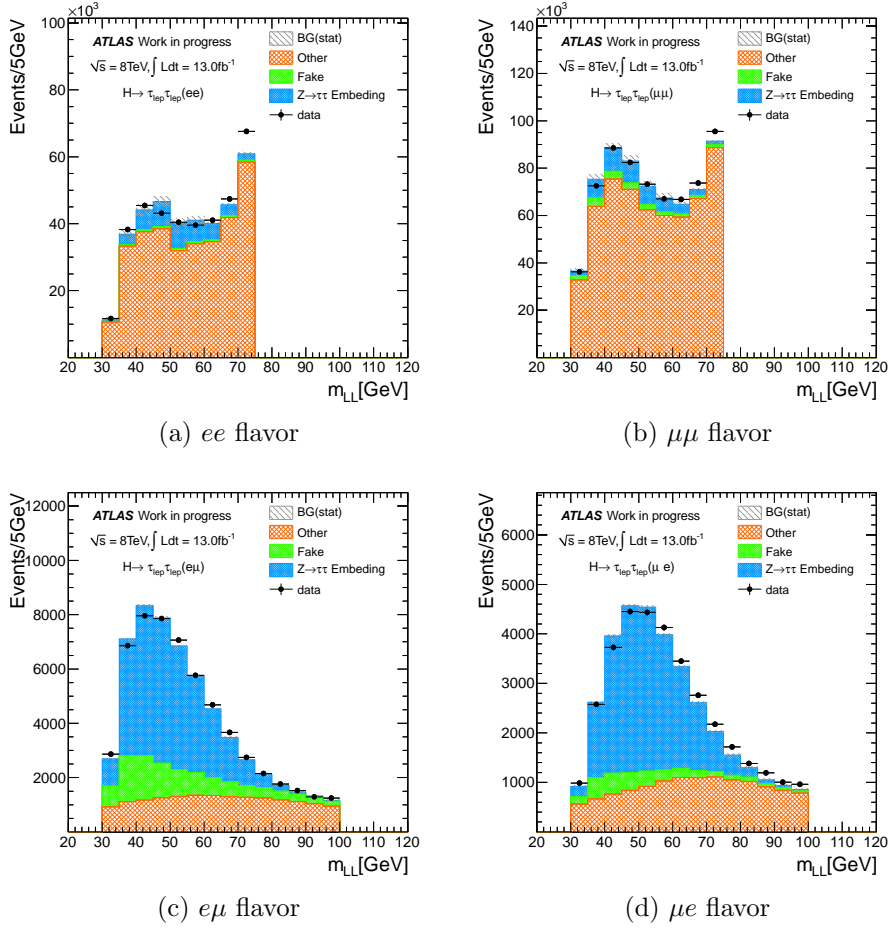 ×10³
Events/5GeV
100
80
60
40
20
ATLAS Work in progress
√s = 8TeV,∫ Ldt = 13.0fb⁻¹
H→ τlepτlep(ee)
BG(stat)
Other
Fake
Z→ττ Embeding
data
20 30 40 50 60 70 80 90 100 110 120
mLL[GeV]
(a) ee flavor
×10³
Events/5GeV
140
120
100
80
60
40
20
ATLAS Work in progress
√s = 8TeV,∫ Ldt = 13.0fb⁻¹
H→ τlepτlep(μμ)
BG(stat)
Other
Fake
Z→ττ Embeding
data
20 30 40 50 60 70 80 90 100 110 120
mLL[GeV]
(b) μμ flavor
Events/5GeV
12000
10000
8000
6000
4000
2000
ATLAS Work in progress
√s = 8TeV,∫ Ldt = 13.0fb⁻¹
H→ τlepτlep(eμ)
BG(stat)
Other
Fake
Z→ττ Embeding
data
20 30 40 50 60 70 80 90 100 110 120
mLL[GeV]
(c) eμ flavor
Events/5GeV
6000
5000
4000
3000
2000
1000
ATLAS Work in progress
√s = 8TeV,∫ Ldt = 13.0fb⁻¹
H→ τlepτlep(μ e)
BG(stat)
Other
Fake
Z→ττ Embeding
data
20 30 40 50 60 70 80 90 100 110 120
mLL[GeV]
(d) μe flavor